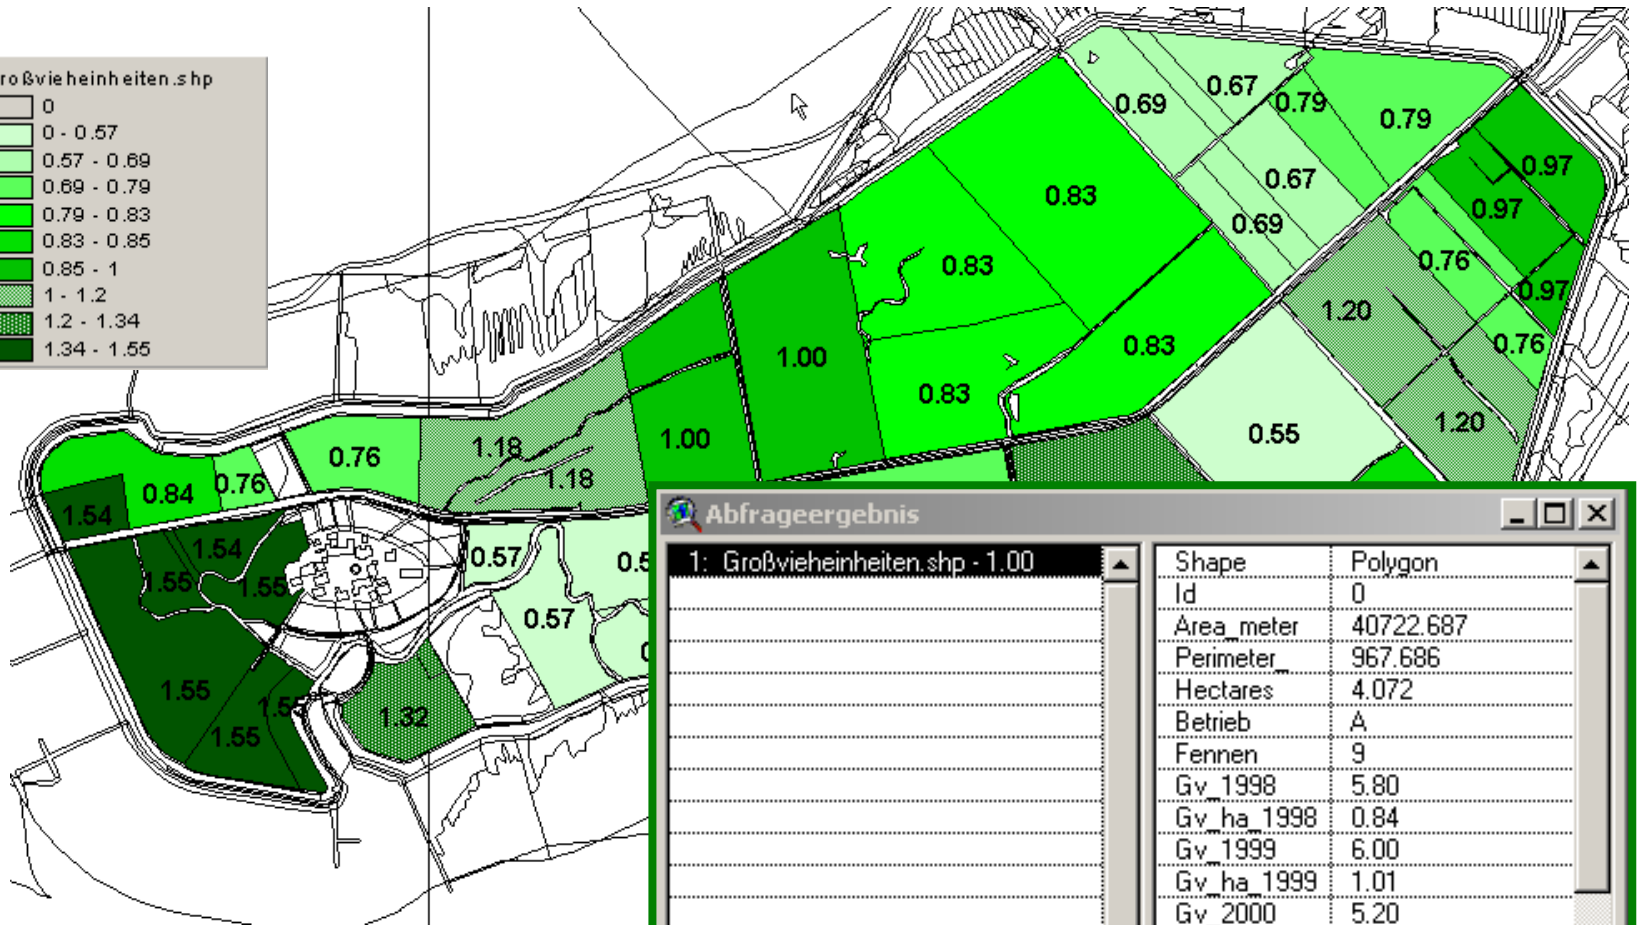 roßvieheinheiten.shp
0
0 - 0.57
0.57 - 0.69
0.69 - 0.79
0.79 - 0.83
0.83 - 0.85
0.85 - 1
1 - 1.2
1.2 - 1.34
1.34 - 1.55
0.67
0.69
0.79
0.79
0.97
0.67
0.83
0.97
0.69
0.83
0.76
0.97
1.20
0.83
0.76
1.00
0.83
1.20
0.55
1.00
1.18
0.76
1.18
0.76
0.84
1.54
1.54
0.57
0.5
1.55
1.55
0.57
1.55
1.55
1.32
1.55
Abfrageergebnis
1: Großvieheinheiten.shp - 1.00
Shape Polygon
Id 0
Area_meter 40722.687
Perimeter_ 967.686
Hectares 4.072
Betrieb A
Fennen 9
Gv_1998 5.80
Gv_ha_1998 0.84
Gv_1999 6.00
Gv_ha_1999 1.01
Gv_2000 5.20